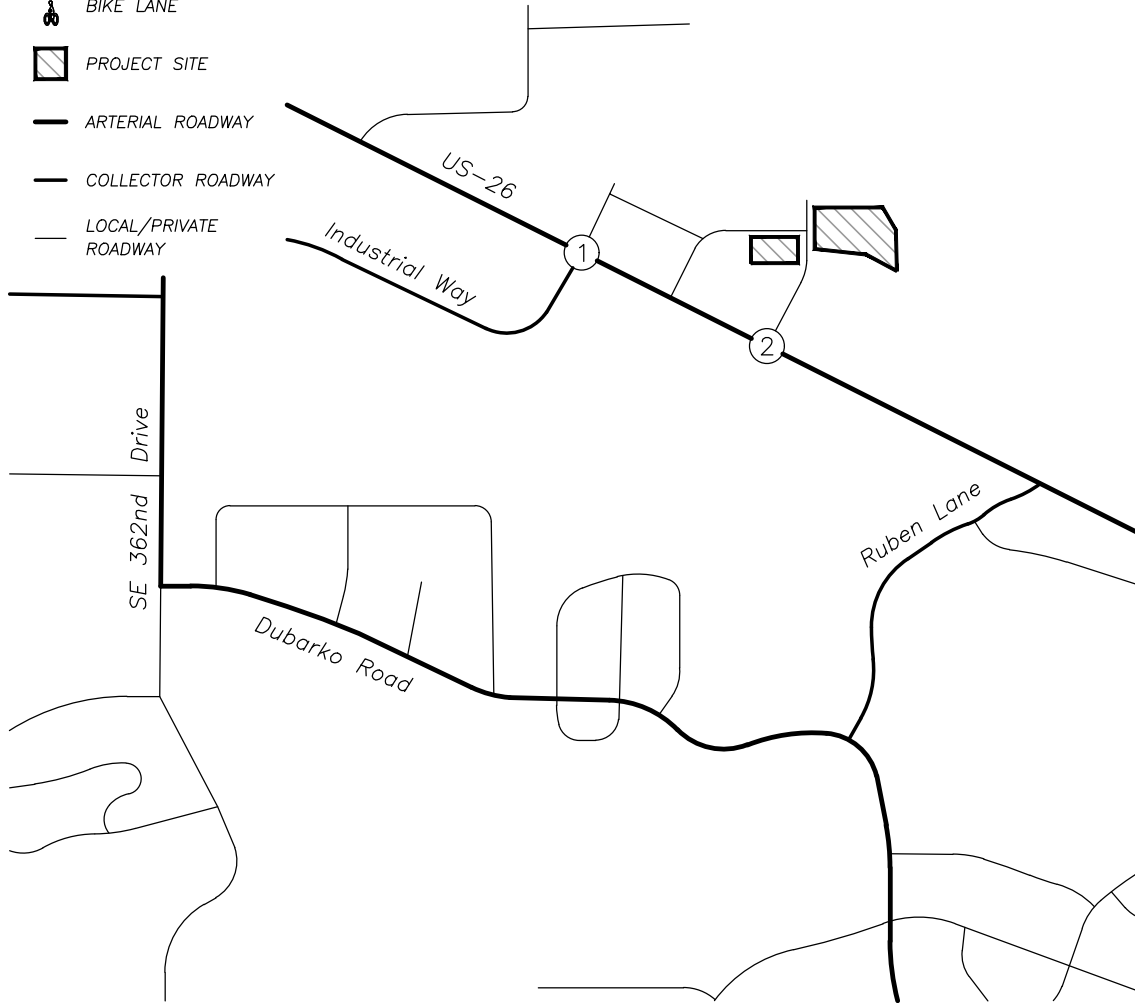 BIKE LANE
PROJECT SITE
ARTERIAL ROADWAY
COLLECTOR ROADWAY
LOCAL/PRIVATE
ROADWAY
US-26
Industrial Way
1
2
SE 362nd Drive
Ruben Lane
Dubarko Road